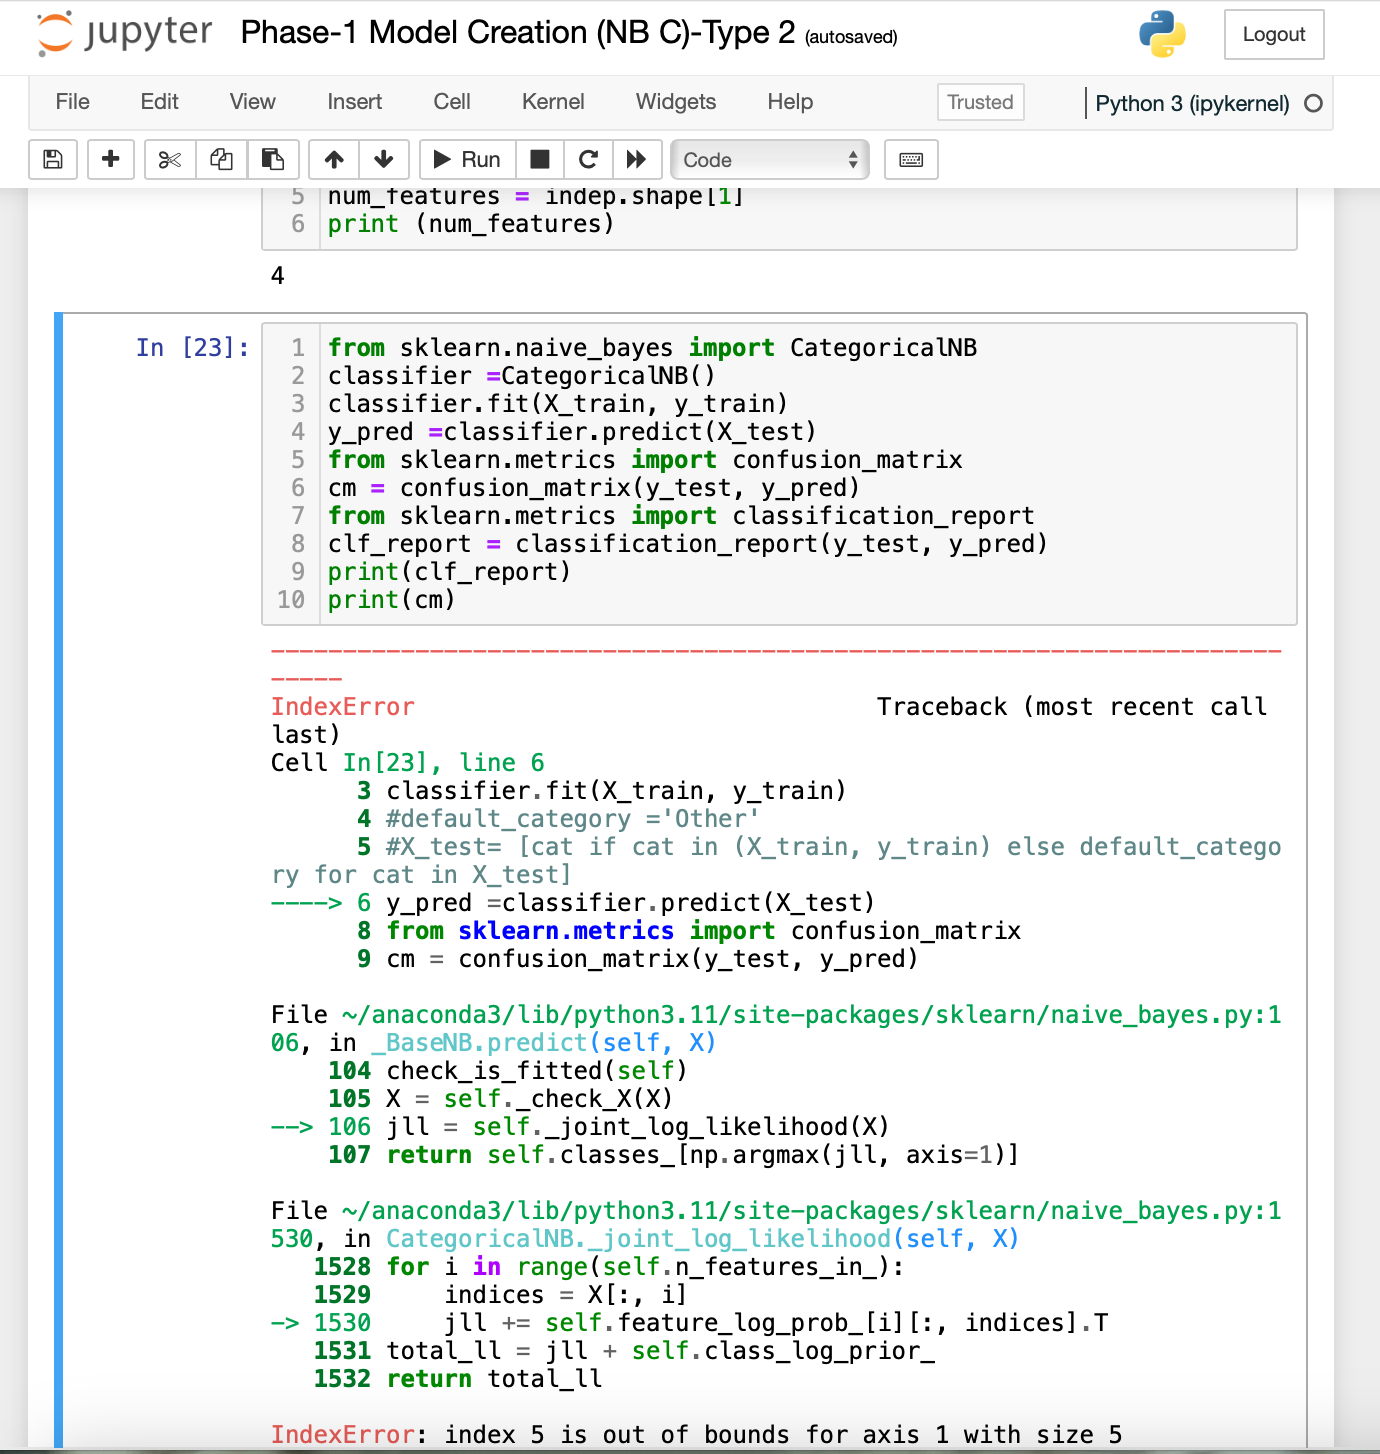 jupyter Phase-1 Model Creation (NB C)-Type 2 (autosaved) Logout
File Edit View Insert Cell Kernel Widgets Help Trusted Python 3 (ipykernel)
Run Code
5 num_features = indep.shape[1]
6 print (num_features)
4
In [23]:
1 from sklearn.naive_bayes import CategoricalNB
2 classifier =CategoricalNB()
3 classifier.fit(X_train, y_train)
4 y_pred =classifier.predict(X_test)
5 from sklearn.metrics import confusion_matrix
6 cm = confusion_matrix(y_test, y_pred)
7 from sklearn.metrics import classification_report
8 clf_report = classification_report(y_test, y_pred)
9 print(clf_report)
10 print(cm)
----------------------------------------------------------------------
-----
IndexError Traceback (most recent call
last)
Cell In[23], line 6
3 classifier.fit(X_train, y_train)
4 #default_category ='Other'
5 #X_test= [cat if cat in (X_train, y_train) else default_catego
ry for cat in X_test]
----> 6 y_pred =classifier.predict(X_test)
8 from sklearn.metrics import confusion_matrix
9 cm = confusion_matrix(y_test, y_pred)
File ~/anaconda3/lib/python3.11/site-packages/sklearn/naive_bayes.py:1
06, in _BaseNB.predict(self, X)
104 check_is_fitted(self)
105 X = self._check_X(X)
--> 106 jll = self._joint_log_likelihood(X)
107 return self.classes_[np.argmax(jll, axis=1)]
File ~/anaconda3/lib/python3.11/site-packages/sklearn/naive_bayes.py:1
530, in CategoricalNB._joint_log_likelihood(self, X)
1528 for i in range(self.n_features_in_):
1529 indices = X[:, i]
-> 1530 jll += self.feature_log_prob_[i][:, indices].T
1531 total_ll = jll + self.class_log_prior_
1532 return total_ll
IndexError: index 5 is out of bounds for axis 1 with size 5